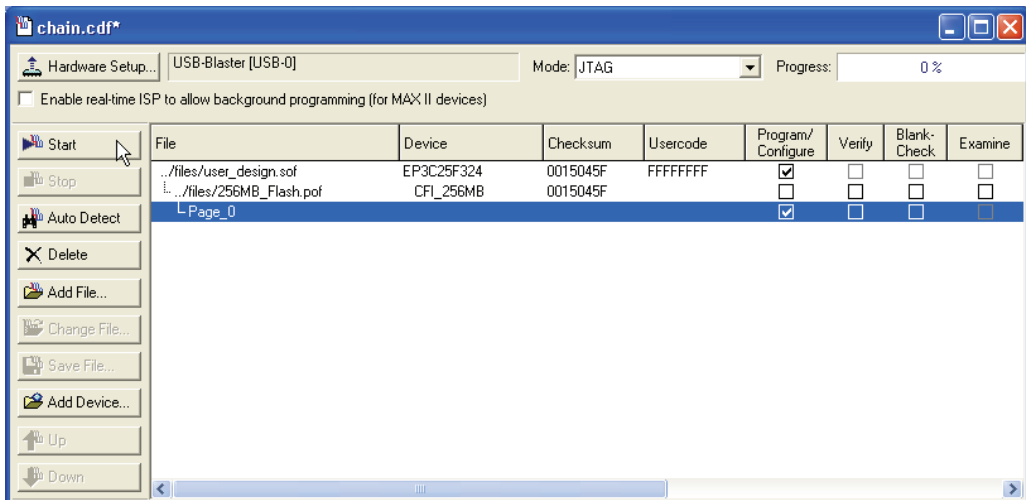 chain.cdf*
Hardware Setup... USB-Blaster [USB-0] Mode: JTAG Progress: 0 %
Enable real-time ISP to allow background programming (for MAX II devices)
Start
Stop
Auto Detect
Delete
Add File...
Change File...
Save File...
Add Device...
Up
Down
File Device Checksum Usercode Program/ Configure Verify Blank- Check Examine
../files/user_design.sof EP3C25F324 0015045F FFFFFFFF
../files/256MB_Flash.pof CFI_256MB 0015045F
Page_0